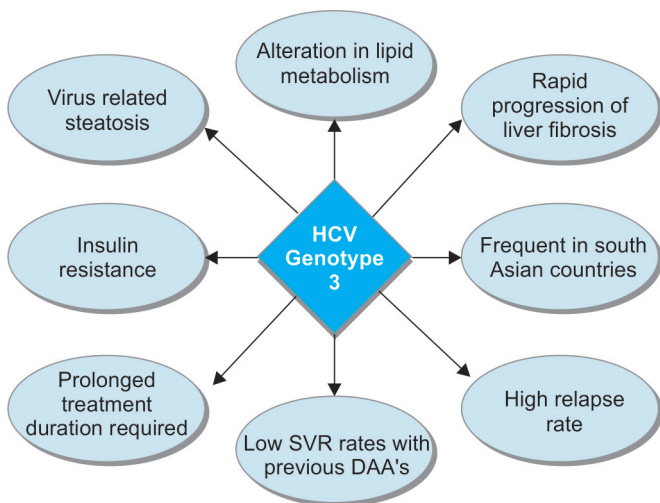 Alteration in lipid
metabolism
Virus related
steatosis
Rapid
progression of
liver fibrosis
HCV
Genotype
3
Insulin
resistance
Frequent in south
Asian countries
Prolonged
treatment
duration required
Low SVR rates with
previous DAA's
High relapse
rate